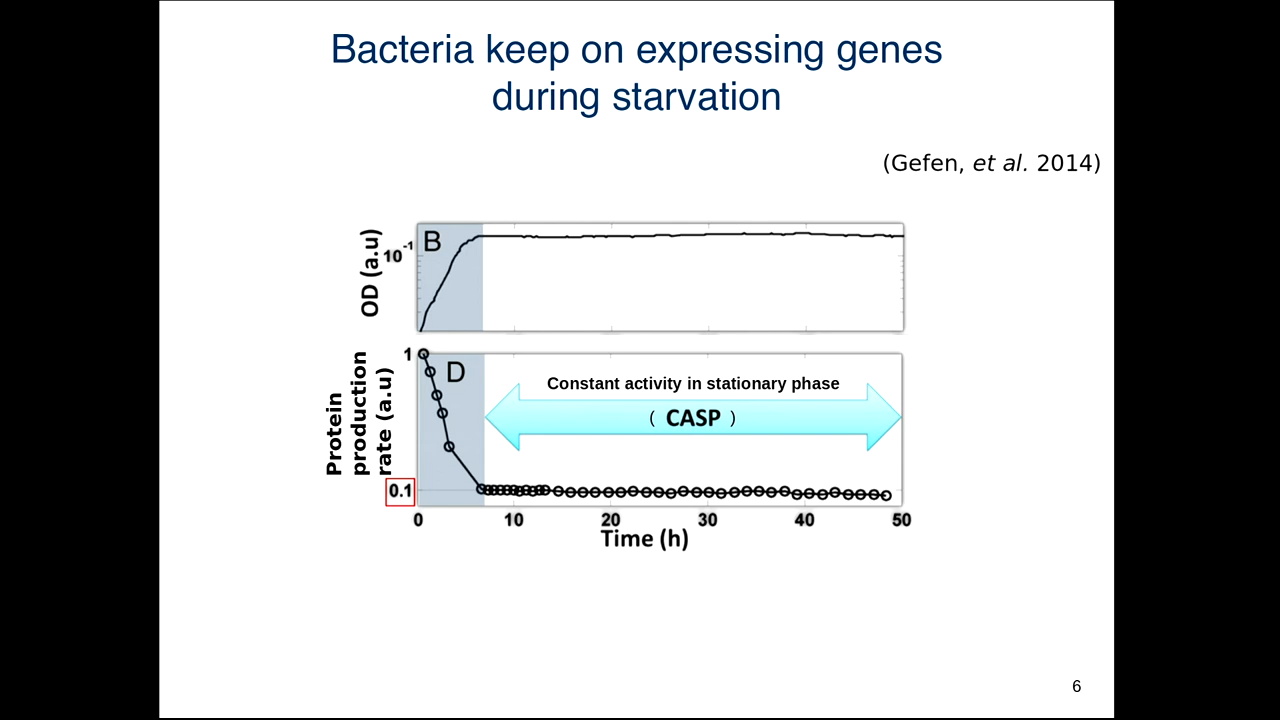 Bacteria keep on expressing genes
during starvation
(Gefen, et al. 2014)
OD (a.u)
10-1
B
Protein
production
rate (a.u)
1
D
Constant activity in stationary phase
( CASP )
0.1
0 10 20 30 40 50
Time (h)
6